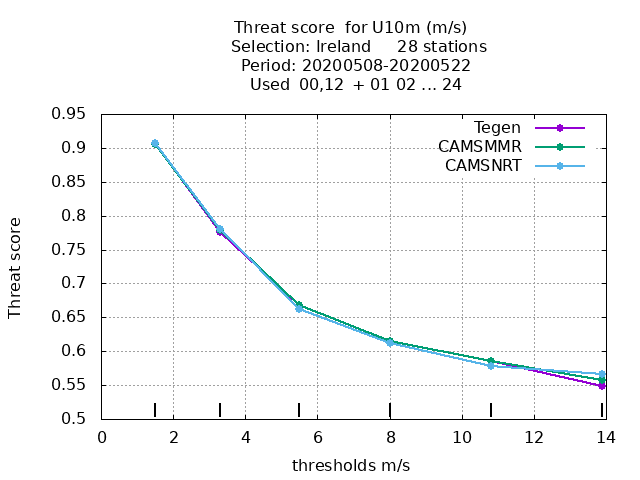 Threat score  for U10m (m/s)
Selection: Ireland     28 stations
Period: 20200508-20200522
Used  00,12  + 01 02 ... 24
0.95
0.9
0.85
0.8
0.75
0.7
0.65
0.6
0.55
0.5
Threat score
Tegen
CAMSMMR
CAMSNRT
0 2 4 6 8 10 12 14
thresholds m/s